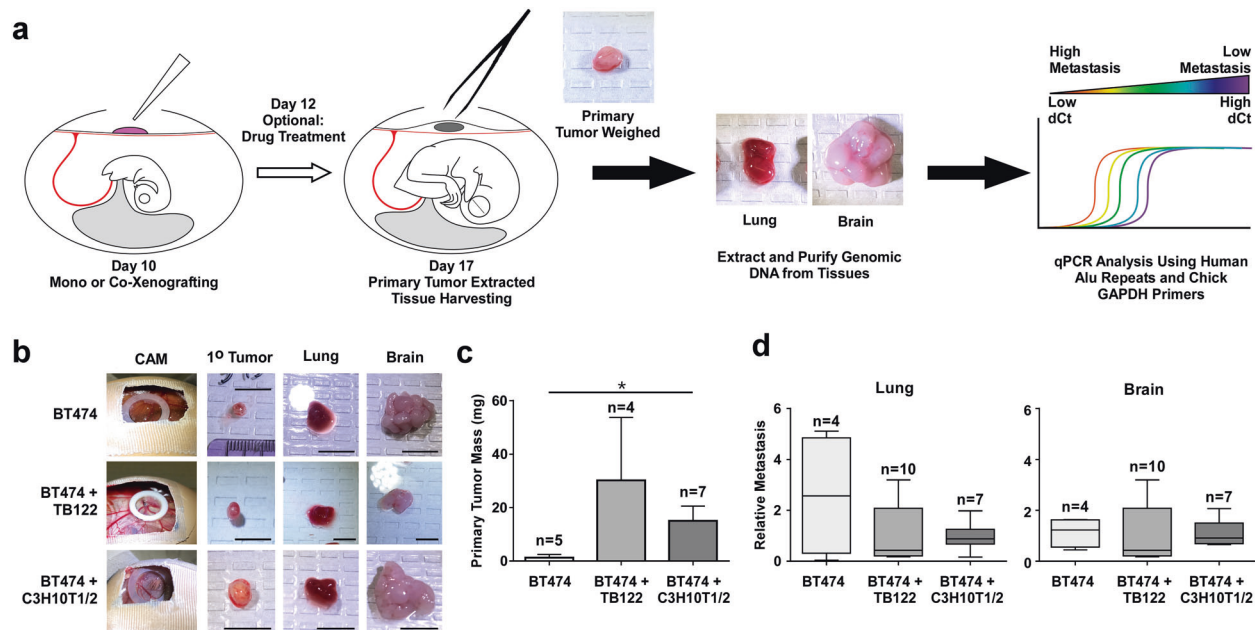 a
Day 10
Mono or Co-Xenografting
Day 12
Optional:
Drug Treatment
Day 17
Primary Tumor Extracted
Tissue Harvesting
Primary
Tumor Weighed
Lung
Brain
Extract and Purify Genomic
DNA from Tissues
High
Metastasis
Low
Metastasis
Low
dCt
High
dCt
qPCR Analysis Using Human
Alu Repeats and Chick
GAPDH Primers
b
CAM
1º Tumor
Lung
Brain
BT474
BT474 +
TB122
BT474 +
C3H10T1/2
c
Primary Tumor Mass (mg)
60
40
20
0
*
n=5
n=4
n=7
BT474
BT474 +
TB122
BT474 +
C3H10T1/2
d
Lung
Relative Metastasis
6
4
2
0
n=4
n=10
n=7
BT474
BT474 +
TB122
BT474 +
C3H10T1/2
Brain
6
4
2
0
n=4
n=10
n=7
BT474
BT474 +
TB122
BT474 +
C3H10T1/2